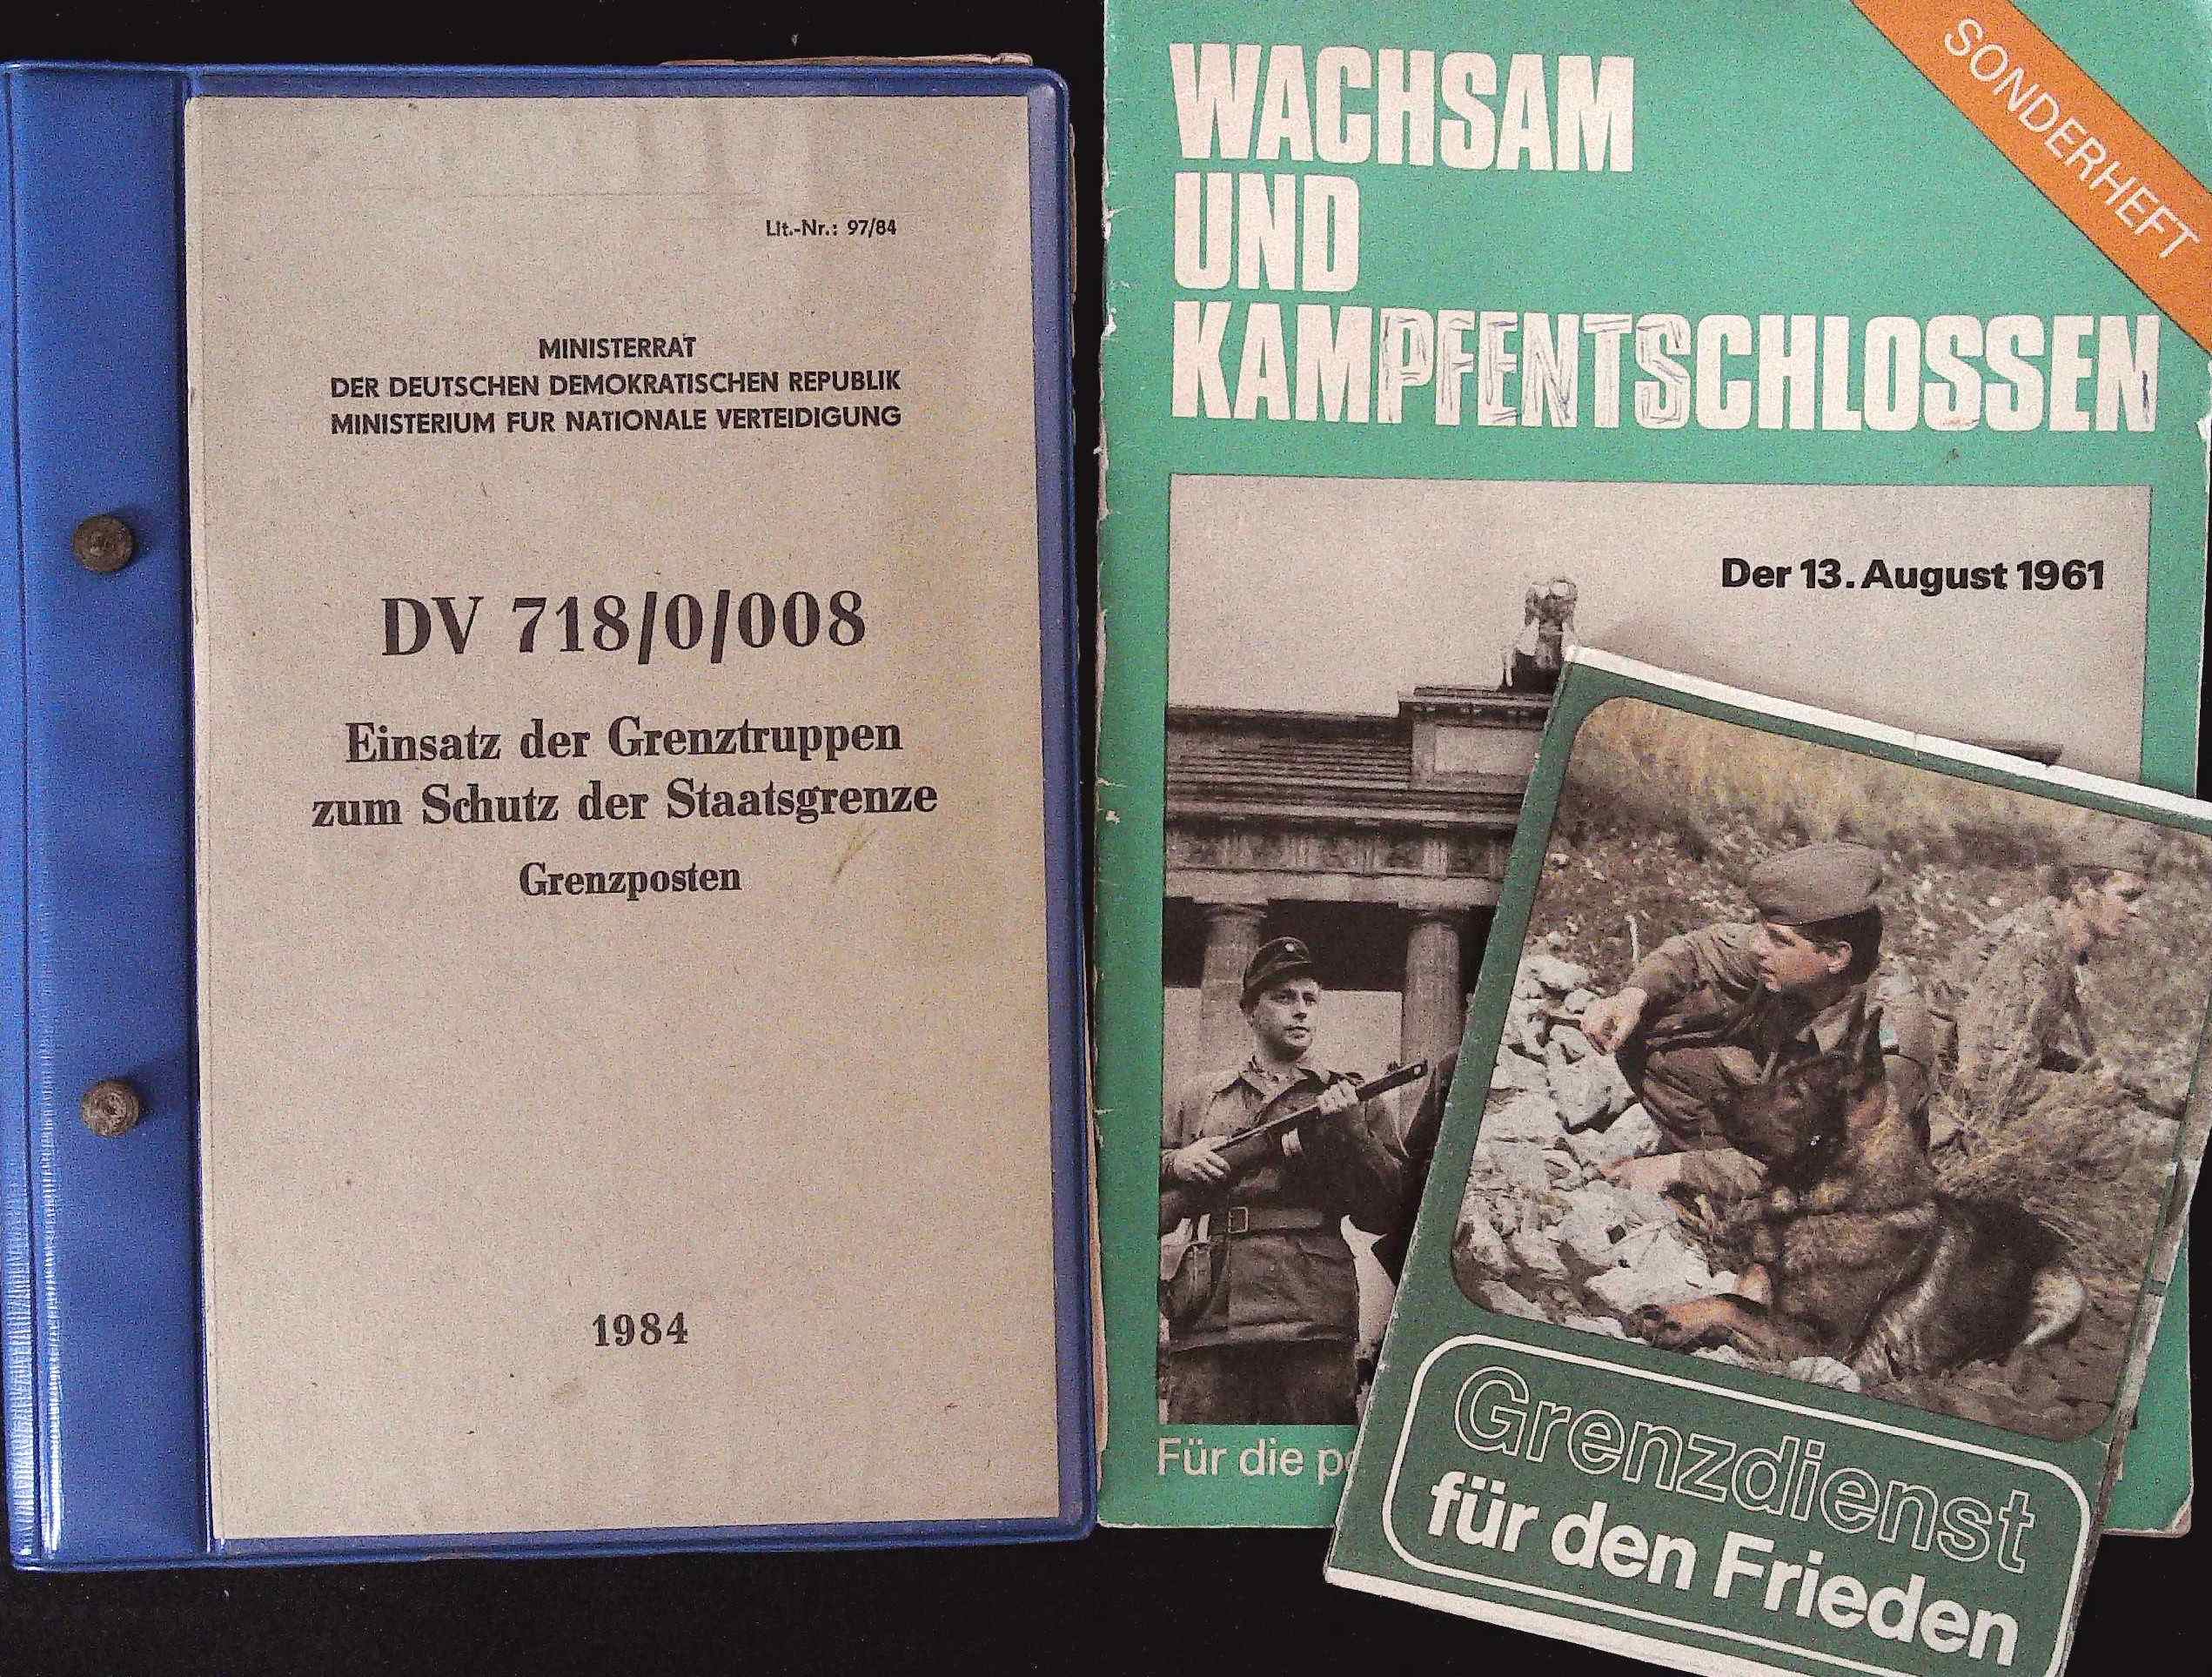 Lit.-Nr.: 97/84
MINISTERRAT
DER DEUTSCHEN DEMOKRATISCHEN REPUBLIK
MINISTERIUM FUR NATIONALE VERTEIDIGUNG
DV 718/0/008
Einsatz der Grenztruppen
zum Schutz der Staatsgrenze
Grenzposten
1984
WACHSAM
UND
KAMPFENTSCHLOSSEN
SONDERHEFT
Der 13. August 1961
Für die
Grenzdienst
für den Frieden